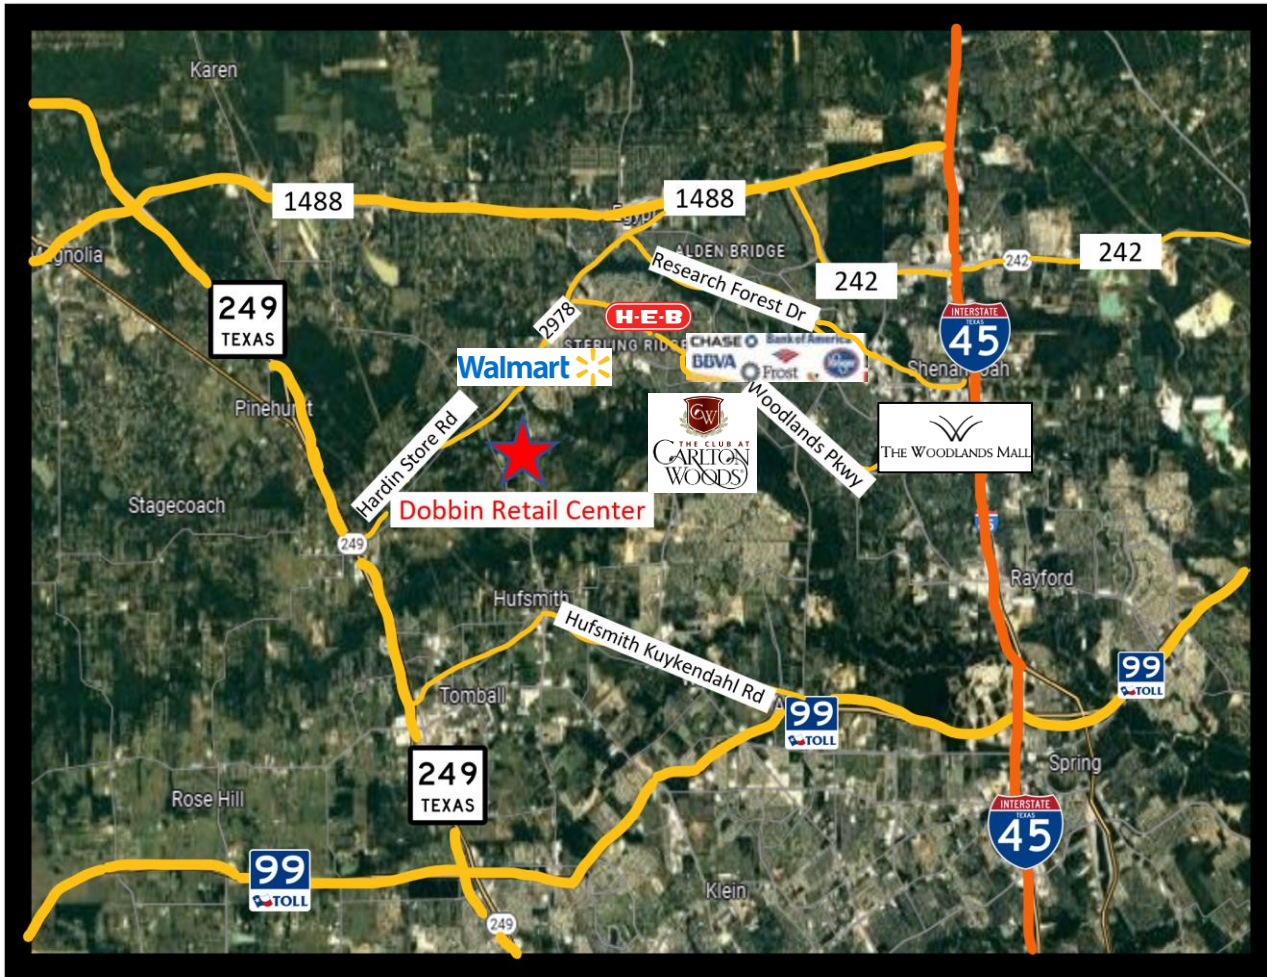 Karen
1488
1488
Egypt
ALDEN BRIDGE
Research Forest Dr
242
242
242
249
TEXAS
INTERSTATE
TEXAS
45
2978
H-E-B
STERLING RIDGE
CHASE
Bank of America
BBVA
Frost
Kroger
Walmart
Pinehurst
Hardin Store Rd
Woodlands Pkwy
CW
THE CLUB AT
CARLTON
WOODS
THE WOODLANDS MALL
Stagecoach
Dobbin Retail Center
249
Rayford
Hufsmith
Hufsmith Kuykendahl Rd
99
TOLL
Tomball
99
TOLL
249
TEXAS
Spring
Rose Hill
INTERSTATE
TEXAS
45
99
TOLL
Klein
249